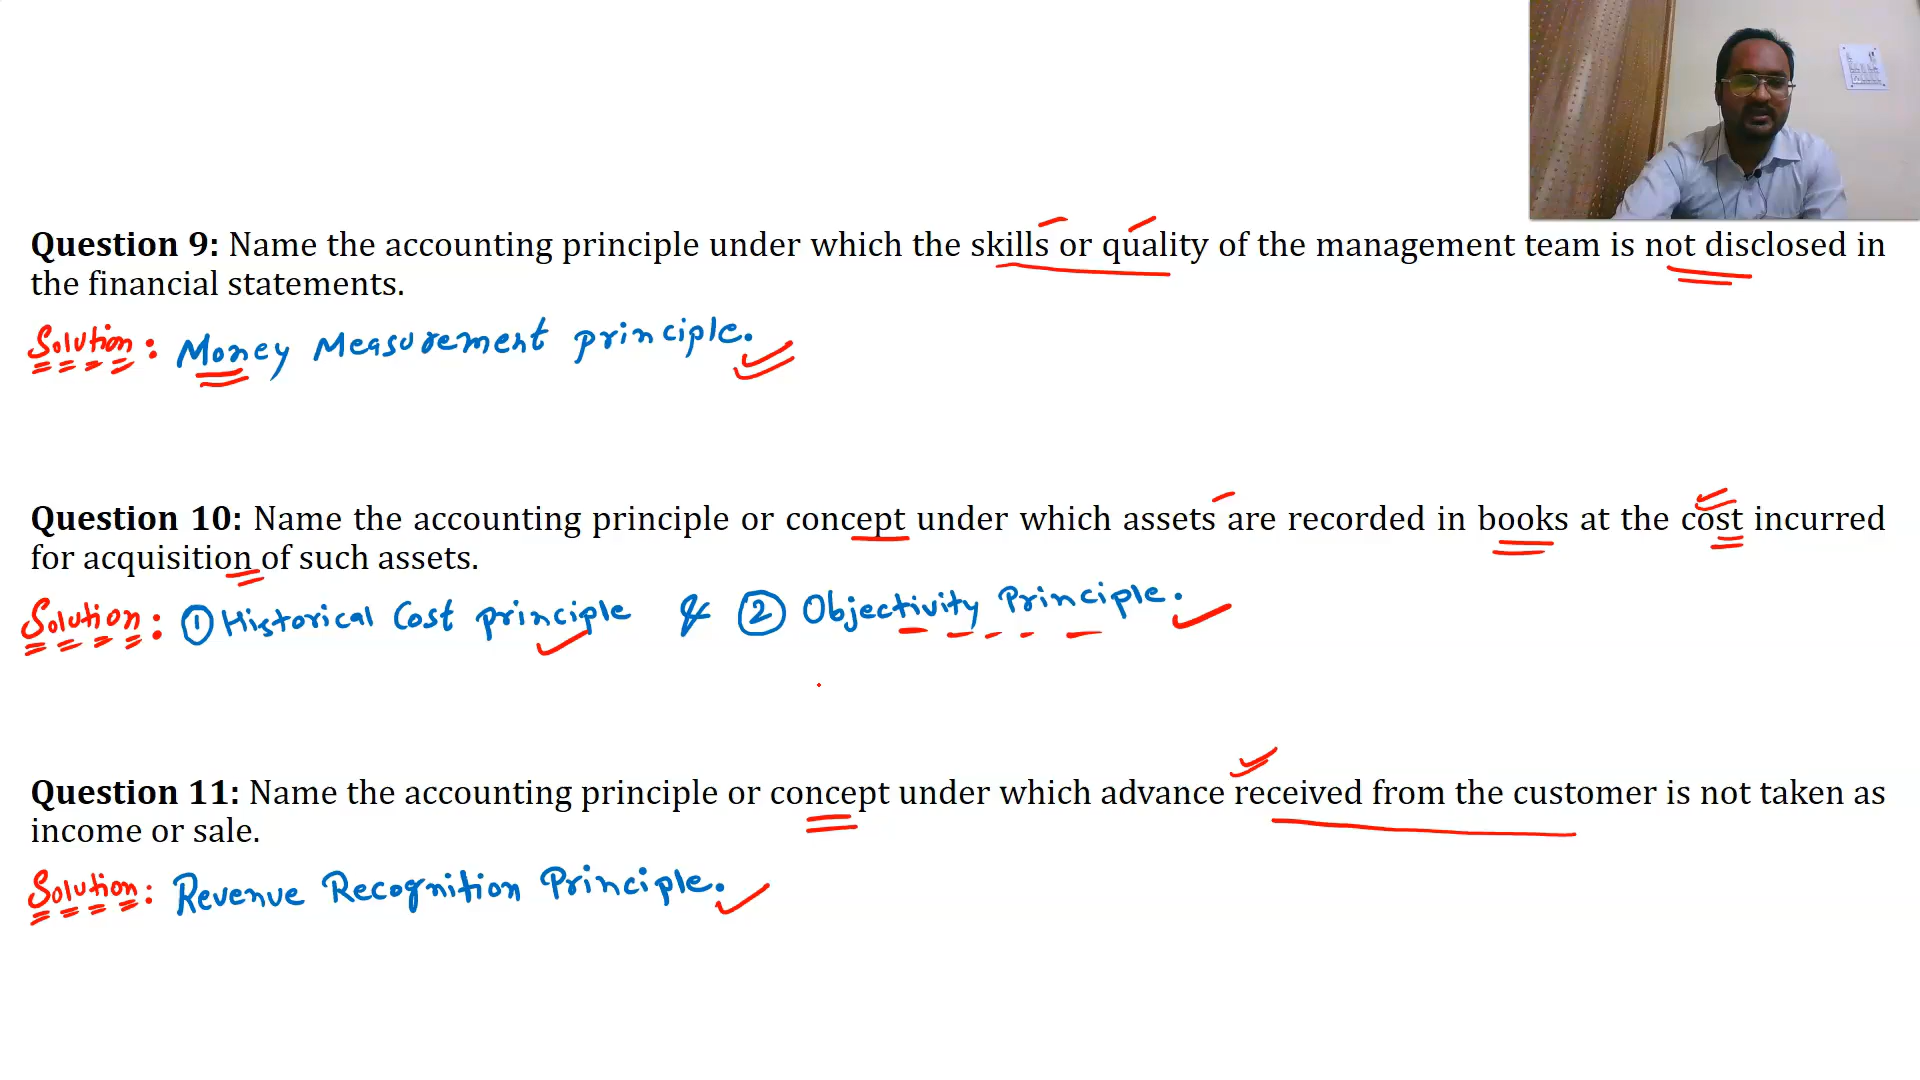 Question 9: Name the accounting principle under which the skills or quality of the management team is not disclosed in
the financial statements.
Solution: Money Measurement principle.
Question 10: Name the accounting principle or concept under which assets are recorded in books at the cost incurred
for acquisition of such assets.
Solution: ① Historical Cost principle & ② Objectivity Principle.
Question 11: Name the accounting principle or concept under which advance received from the customer is not taken as
income or sale.
Solution: Revenue Recognition Principle.